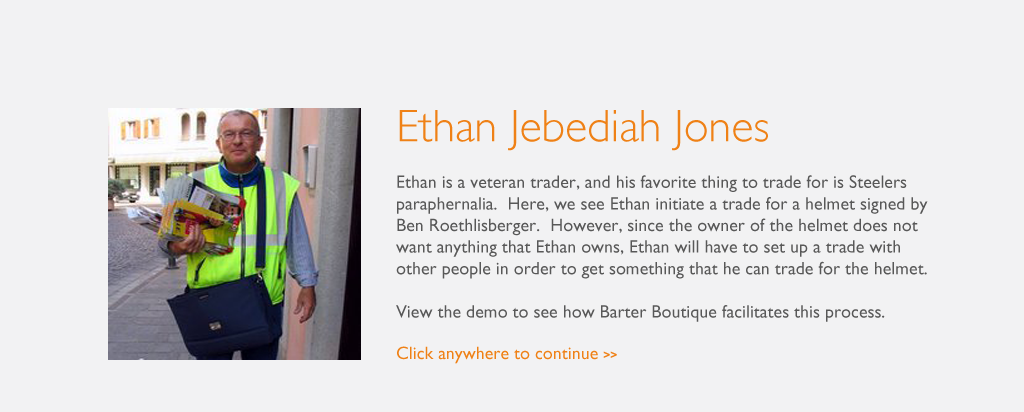 Ethan Jebediah Jones
Ethan is a veteran trader, and his favorite thing to trade for is Steelers
paraphernalia.  Here, we see Ethan initiate a trade for a helmet signed by
Ben Roethlisberger.  However, since the owner of the helmet does not
want anything that Ethan owns, Ethan will have to set up a trade with
other people in order to get something that he can trade for the helmet.
View the demo to see how Barter Boutique facilitates this process.
Click anywhere to continue >>